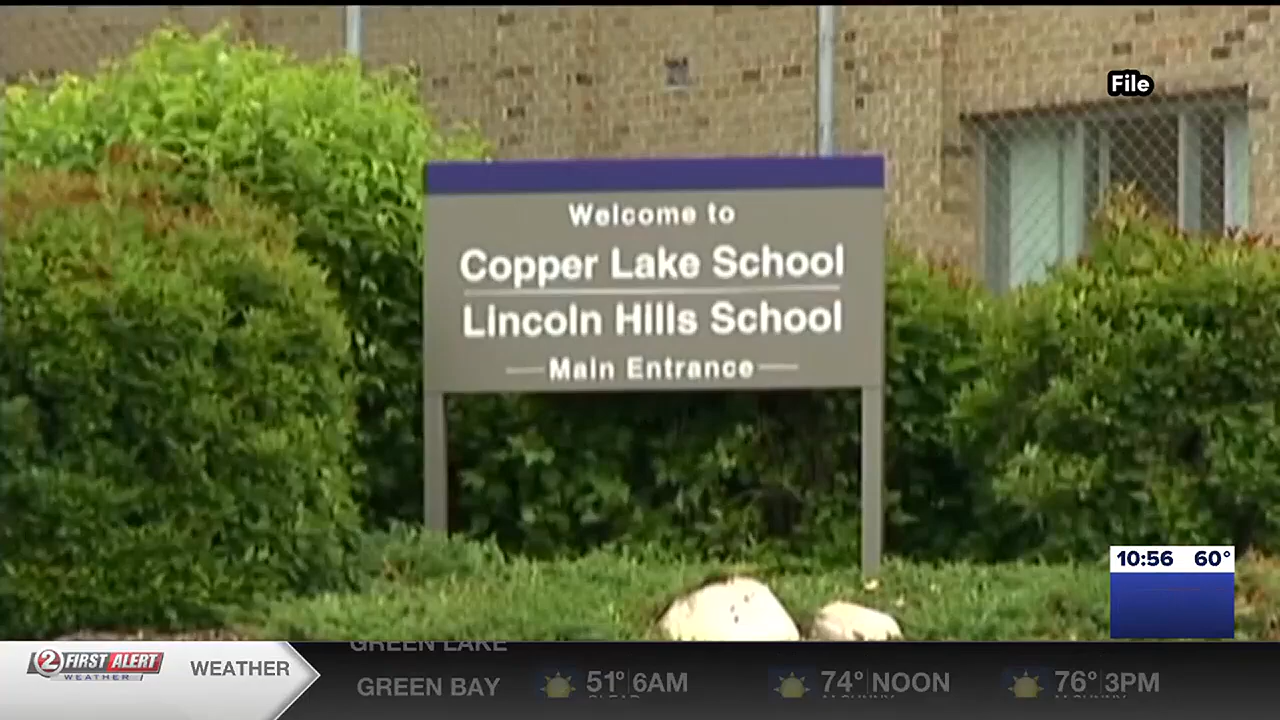 File
Welcome to
Copper Lake School
Lincoln Hills School
Main Entrance
10:56 60°
2 FIRST ALERT
WEATHER
WEATHER
GREEN LAKE
GREEN BAY
51° 6AM
74° NOON
76° 3PM